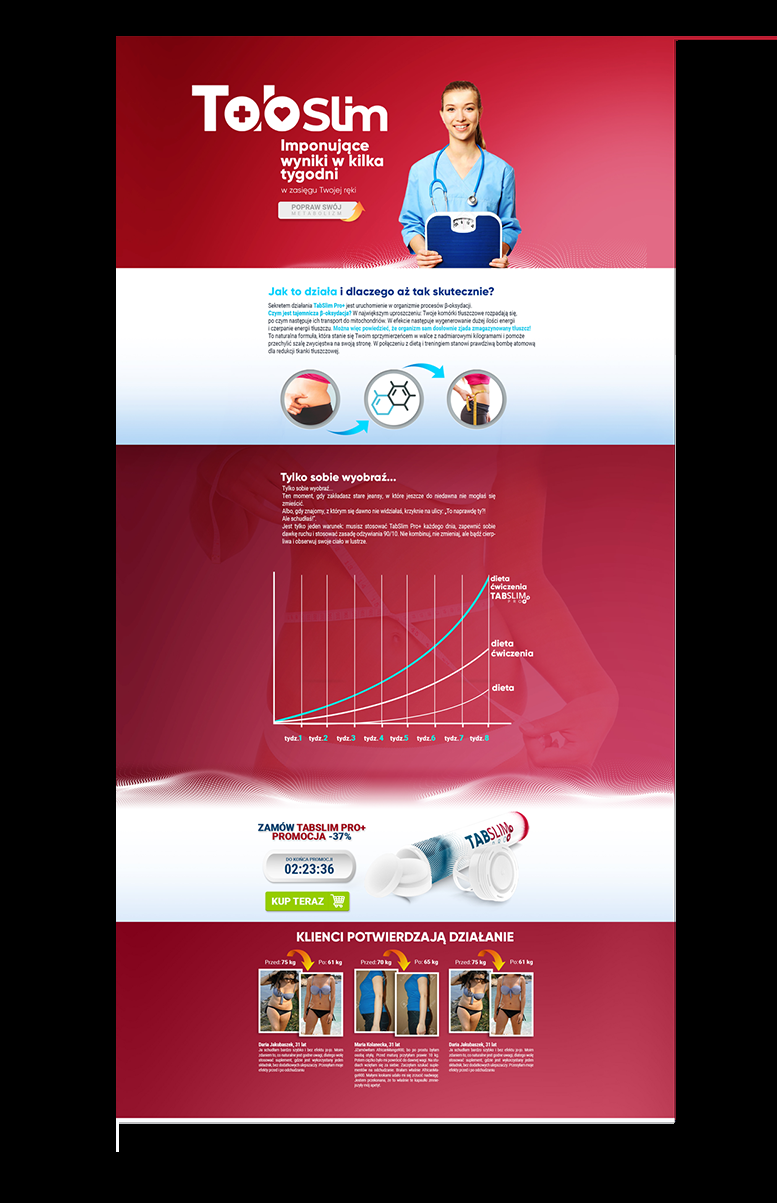 TabSlim
Imponujące
wyniki w kilka
tygodni
w zasięgu Twojej ręki
POPRAW SWÓJ
METABOLIZM
Jak to działa i dlaczego aż tak skutecznie?
Sekretem działania TabSlim Pro+ jest uruchomienie w organizmie procesów β-oksydacji.
Czym jest tajemnicza β-oksydacja? W największym uproszczeniu: Twoje komórki tłuszczowe rozpadają się,
po czym następuje ich transport do mitochondriów. W efekcie następuje wygenerowanie dużej ilości energii
i czerpanie energii tłuszczu. Można więc powiedzieć, że organizm sam dosłownie zjada zmagazynowany tłuszcz!
To naturalna formuła, która stanie się Twoim sprzymierzeńcem w walce z nadmiarowymi kilogramami i pomoże
przechylić szalę zwycięstwa na swoją stronę. W połączeniu z dietą i treningiem stanowi prawdziwą bombę atomową
dla redukcji tkanki tłuszczowej.
Tylko sobie wyobraź...
Tylko sobie wyobraź...
Ten moment, gdy zakładasz stare jeansy, w które jeszcze do niedawna nie mogłaś się
zmieścić.
Albo, gdy znajomy, z którym się dawno nie widziałaś, krzyknie na ulicy: „To naprawdę ty?!
Ale schudłaś!”.
Jest tylko jeden warunek: musisz stosować TabSlim Pro+ każdego dnia, zapewnić sobie
dawkę ruchu i stosować zasadę odżywiania 90/10. Nie kombinuj, nie zmieniaj, ale bądź cierp-
liwa i obserwuj swoje ciało w lustrze.
dieta
ćwiczenia
TABSLIM
PRO
dieta
ćwiczenia
dieta
tydz.1 tydz.2 tydz.3 tydz.4 tydz.5 tydz.6 tydz.7 tydz.8
ZAMÓW TABSLIM PRO+
PROMOCJA -37%
DO KOŃCA PROMOCJI
02:23:36
KUP TERAZ
TABSLIM
PRO
KLIENCI POTWIERDZAJĄ DZIAŁANIE
Przed: 75 kg Po: 61 kg
Przed: 70 kg Po: 65 kg
Przed: 75 kg Po: 61 kg
Daria Jakubaszek, 31 lat
Maria Kolanecka, 31 lat
Daria Jakubaszek, 31 lat